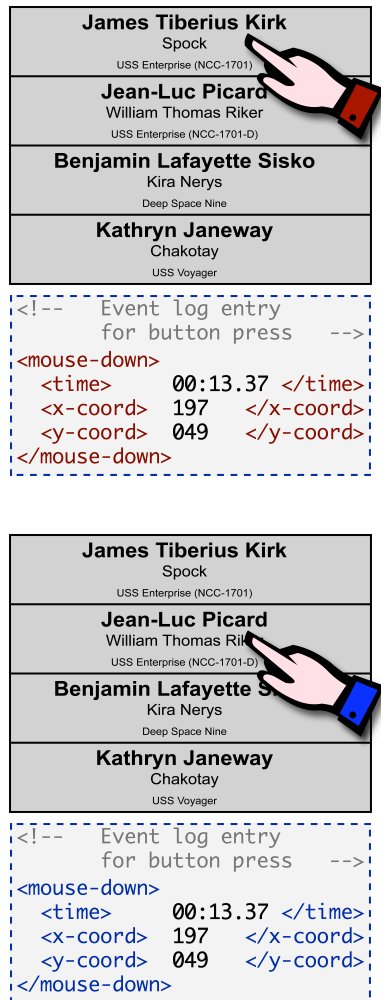 James Tiberius Kirk
Spock
USS Enterprise (NCC-1701)
Jean-Luc Picard
William Thomas Riker
USS Enterprise (NCC-1701-D)
Benjamin Lafayette Sisko
Kira Nerys
Deep Space Nine
Kathryn Janeway
Chakotay
USS Voyager
<!-- Event log entry
for button press -->
<mouse-down>
<time> 00:13.37 </time>
<x-coord> 197 </x-coord>
<y-coord> 049 </y-coord>
</mouse-down>
James Tiberius Kirk
Spock
USS Enterprise (NCC-1701)
Jean-Luc Picard
William Thomas
USS Enterprise (NCC-1701-D)
Benjamin Lafayette
Kira Nerys
Deep Space Nine
Kathryn Janeway
Chakotay
USS Voyager
<!-- Event log entry
for button press -->
<mouse-down>
<time> 00:13.37 </time>
<x-coord> 197 </x-coord>
<y-coord> 049 </y-coord>
</mouse-down>